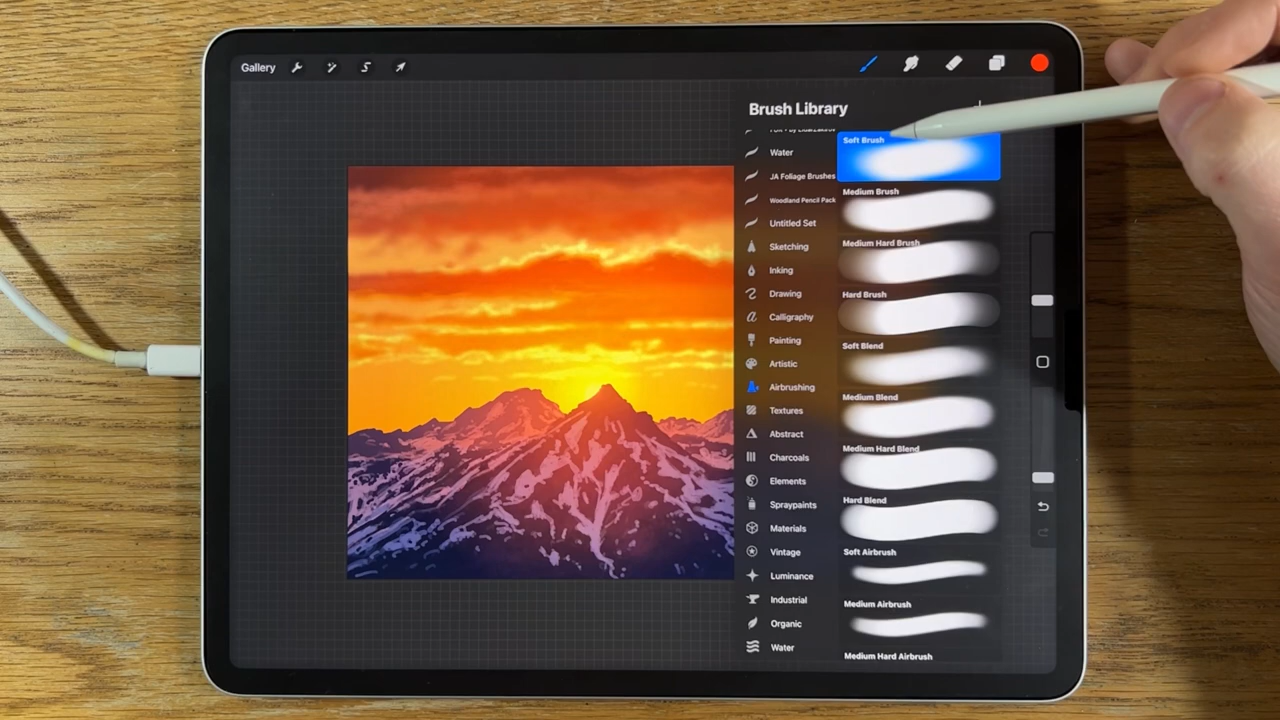 Gallery
Brush Library
Water
JA Foliage Brushes
Woodland Pencil Pack
Untitled Set
Sketching
Inking
Drawing
Calligraphy
Painting
Artistic
Airbrushing
Textures
Abstract
Charcoals
Elements
Spraypaints
Materials
Vintage
Luminance
Industrial
Organic
Water
Soft Brush
Medium Brush
Medium Hard Brush
Hard Brush
Soft Blend
Medium Blend
Medium Hard Blend
Hard Blend
Soft Airbrush
Medium Airbrush
Medium Hard Airbrush